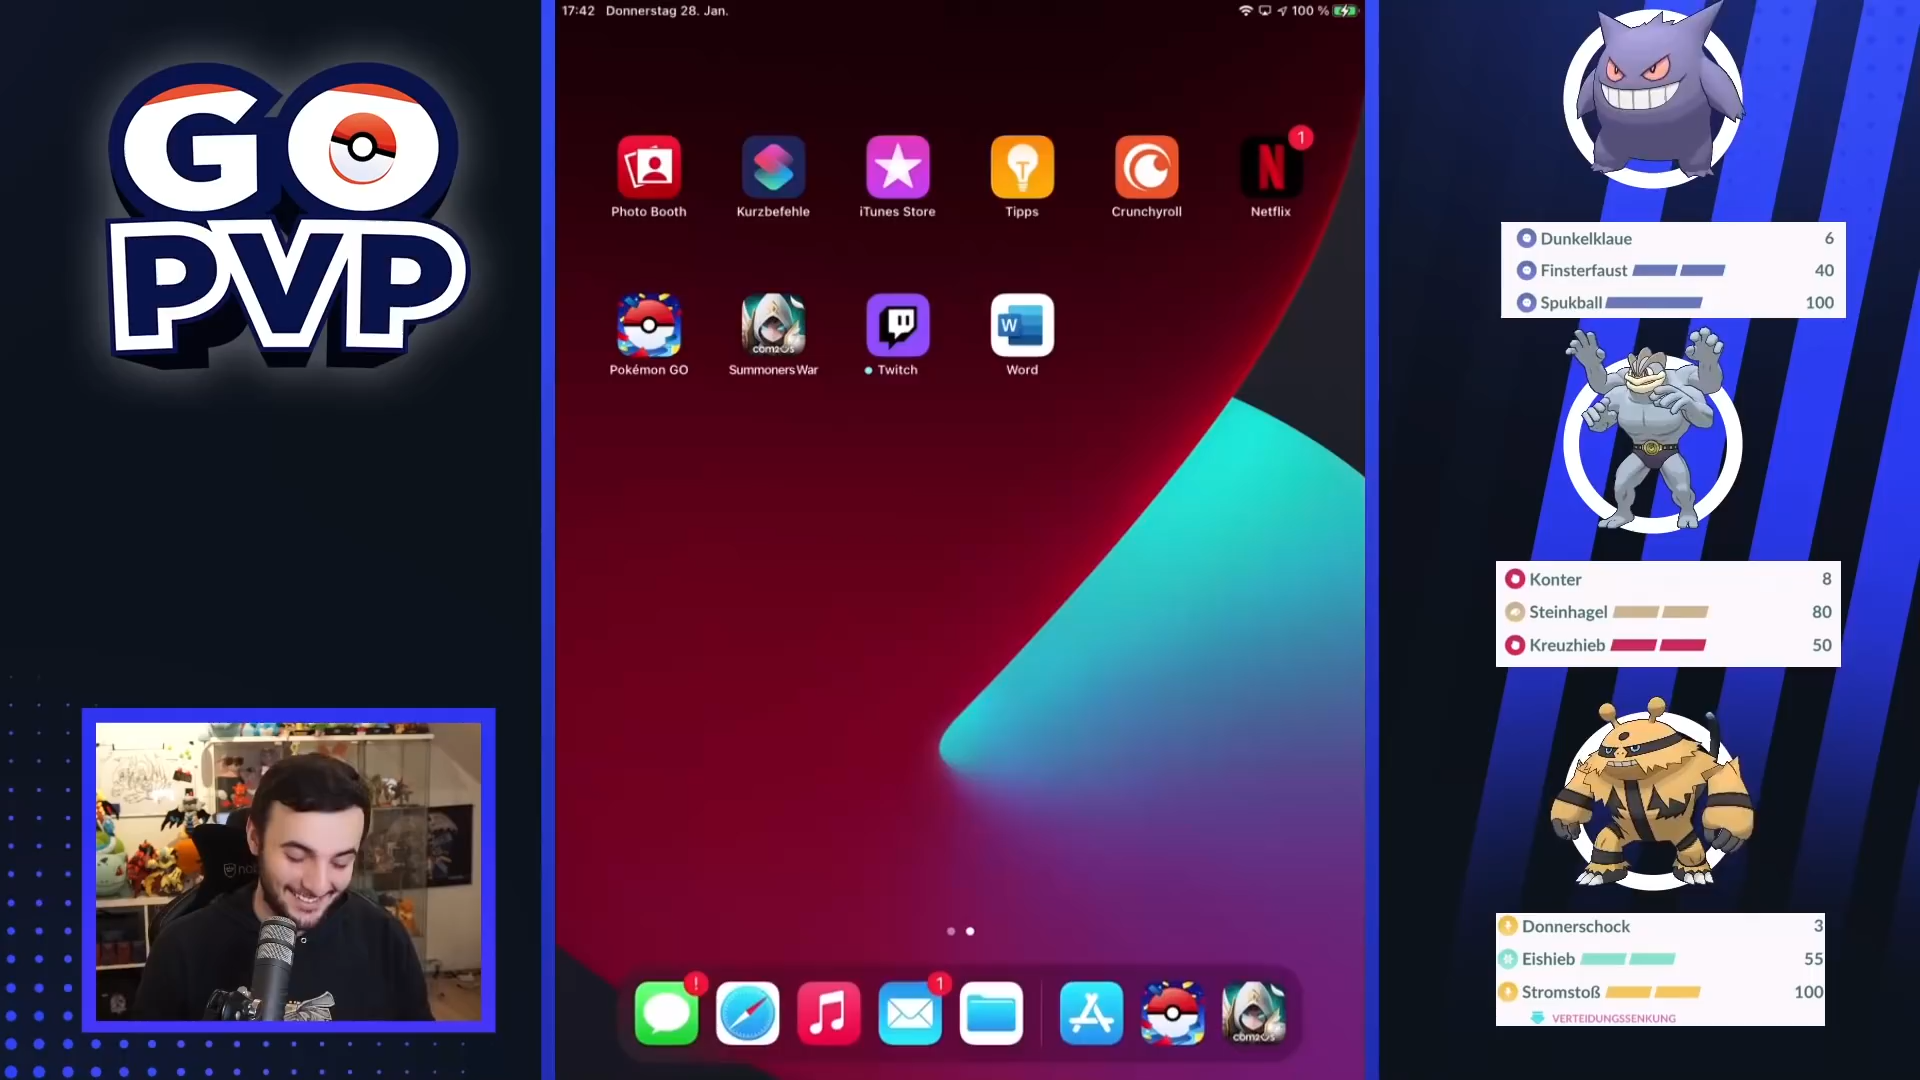 GO
PVP
17:42 Donnerstag 28. Jan.
100 %
1
Photo Booth
Kurzbefehle
iTunes Store
Tipps
Crunchyroll
Netflix
com2us
Pokémon GO
Summoners War
Twitch
Word
!
1
com2us
Dunkelklaue 6
Finsterfaust 40
Spukball 100
Konter 8
Steinhagel 80
Kreuzhieb 50
Donnerschock 3
Eishieb 55
Stromstoß 100
VERTEIDUNGSSENKUNG